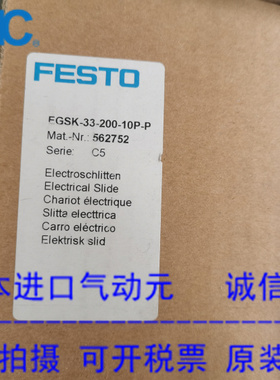 FESTO
EGSK-33-200-10P-P
Mat.-Nr.: 562752
Serie: C5
Electroschlitten
Electrical Slide
Chariot électrique
Slitta electtrica
Carro eléctrico
Elektrisk slid
本进口气动元 诚信
拍摄 可开税票 原装